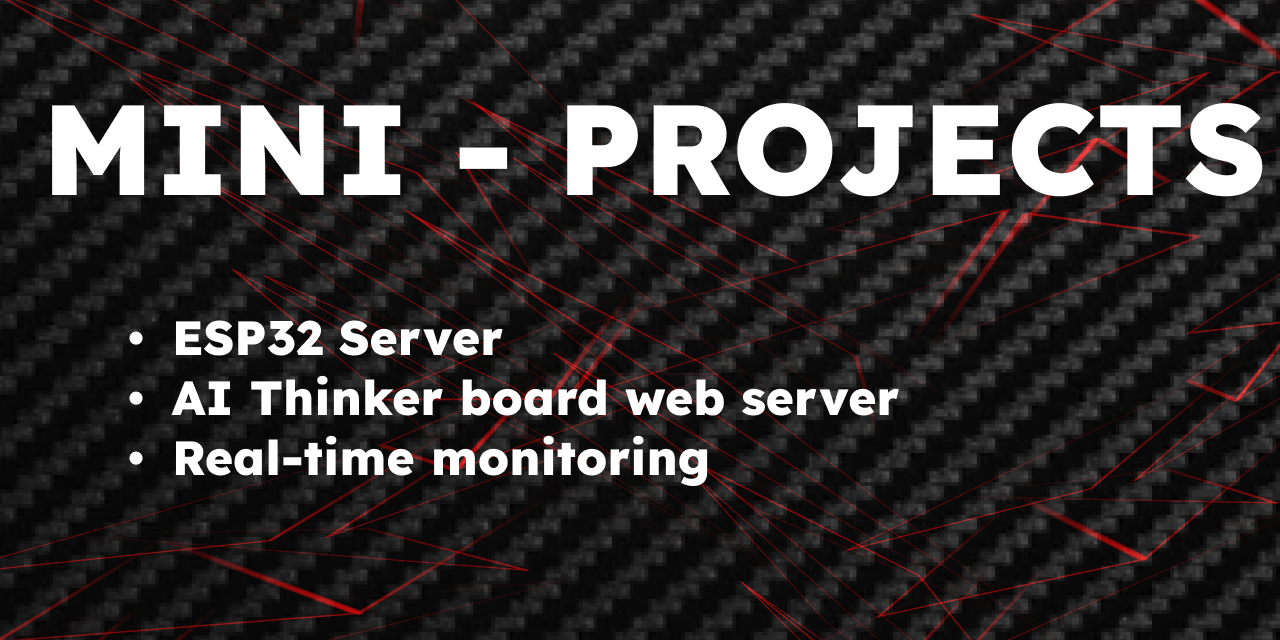 MINI - PROJECTS
• ESP32 Server
• AI Thinker board web server
• Real-time monitoring